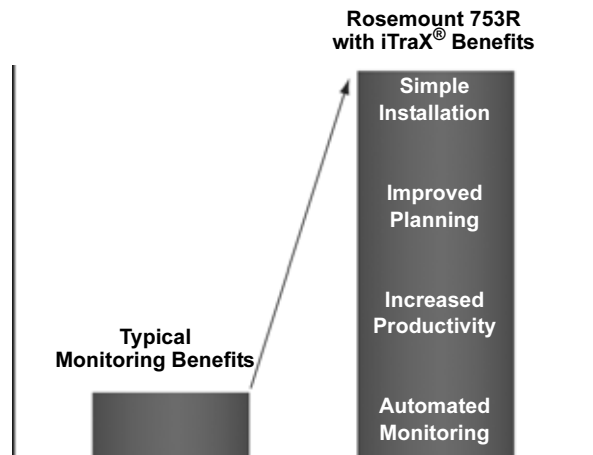 Rosemount 753R
with iTraX® Benefits
Simple
Installation
Improved
Planning
Increased
Productivity
Typical
Monitoring Benefits
Automated
Monitoring